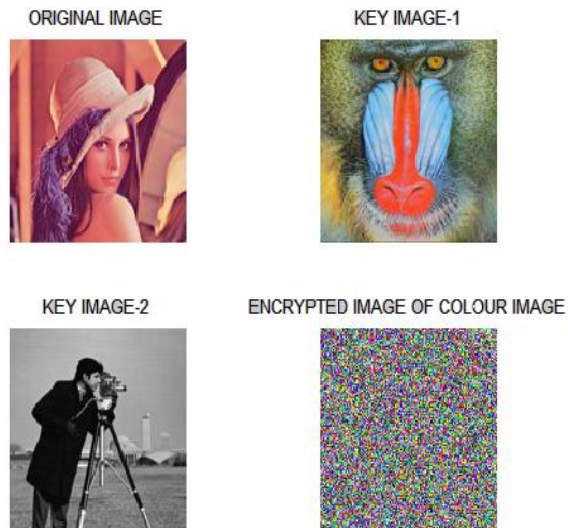 ORIGINAL IMAGE
KEY IMAGE-1
KEY IMAGE-2
ENCRYPTED IMAGE OF COLOUR IMAGE